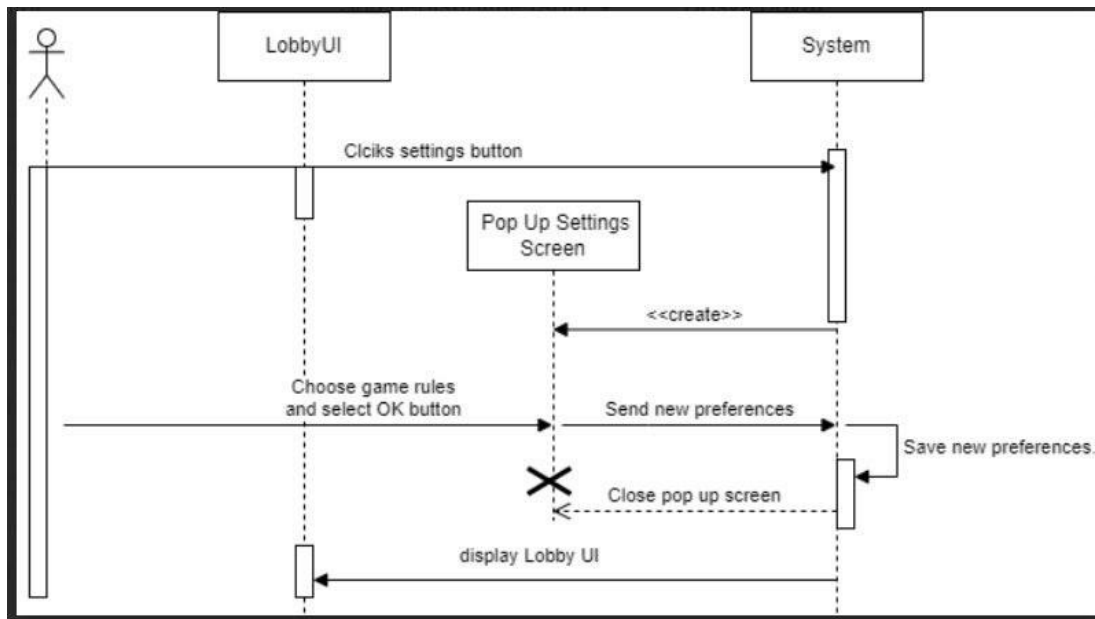 LobbyUI
System
Clciks settings button
Pop Up Settings
Screen
<<create>>
Choose game rules
and select OK button
Send new preferences
Save new preferences.
Close pop up screen
display Lobby UI